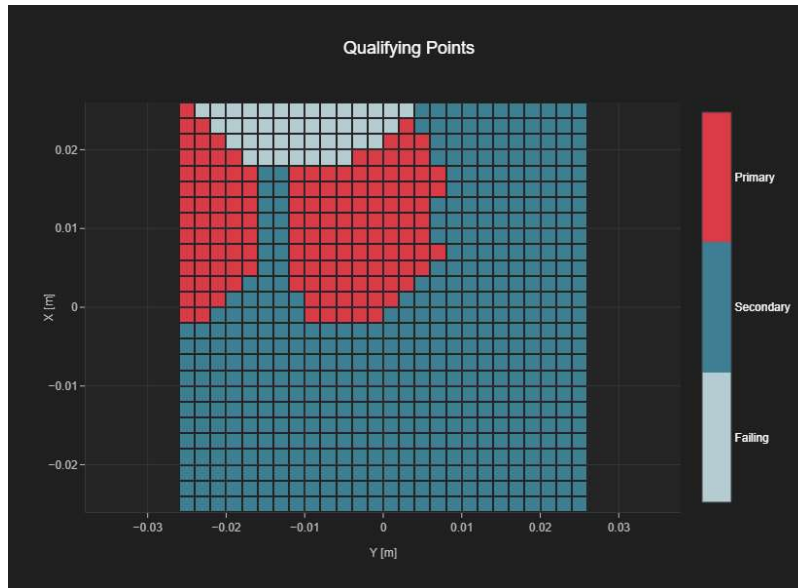 Qualifying Points
0.02
0.01
0
−0.01
−0.02
X [m]
−0.03
−0.02
−0.01
0
0.01
0.02
0.03
Y [m]
Primary
Secondary
Failing